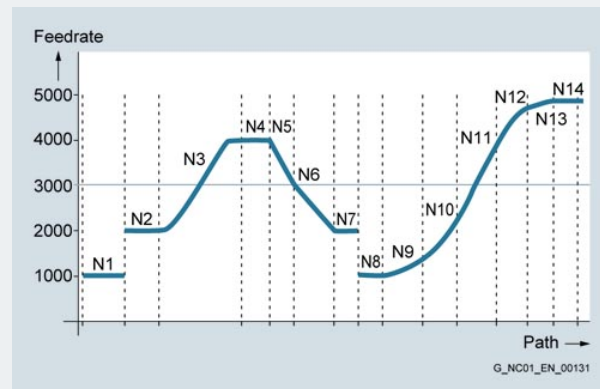 Feedrate
5000
4000
3000
2000
1000
N1
N2
N3
N4
N5
N6
N7
N8
N9
N10
N11
N12
N13
N14
Path
G_NC01_EN_00131